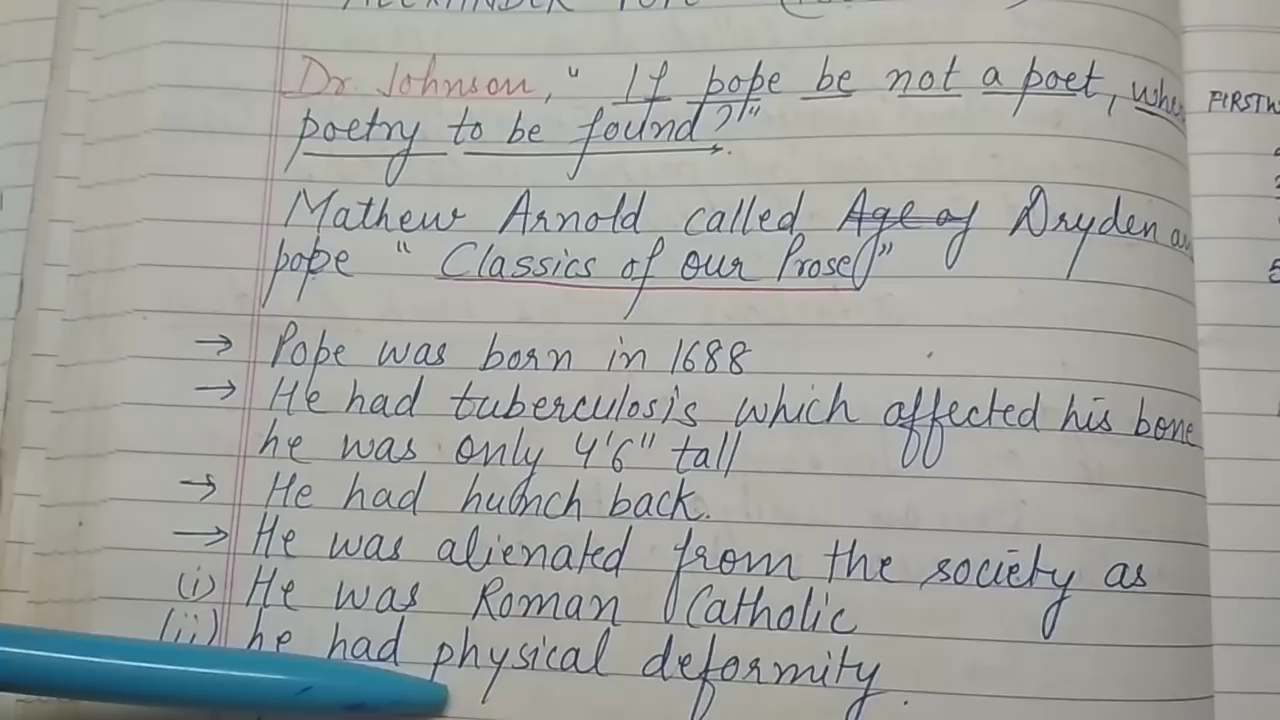 Dr. Johnson, "If pope be not a poet,
poetry to be found?"
Mathew Arnold called Age of Dryden
pope "Classics of our Prose"
→ Pope was born in 1688
→ He had tuberculosis which affected his bone
he was only 4'6" tall
→ He had hunch back.
→ He was alienated from the society as
(i) He was Roman Catholic
(ii) he had physical deformity.